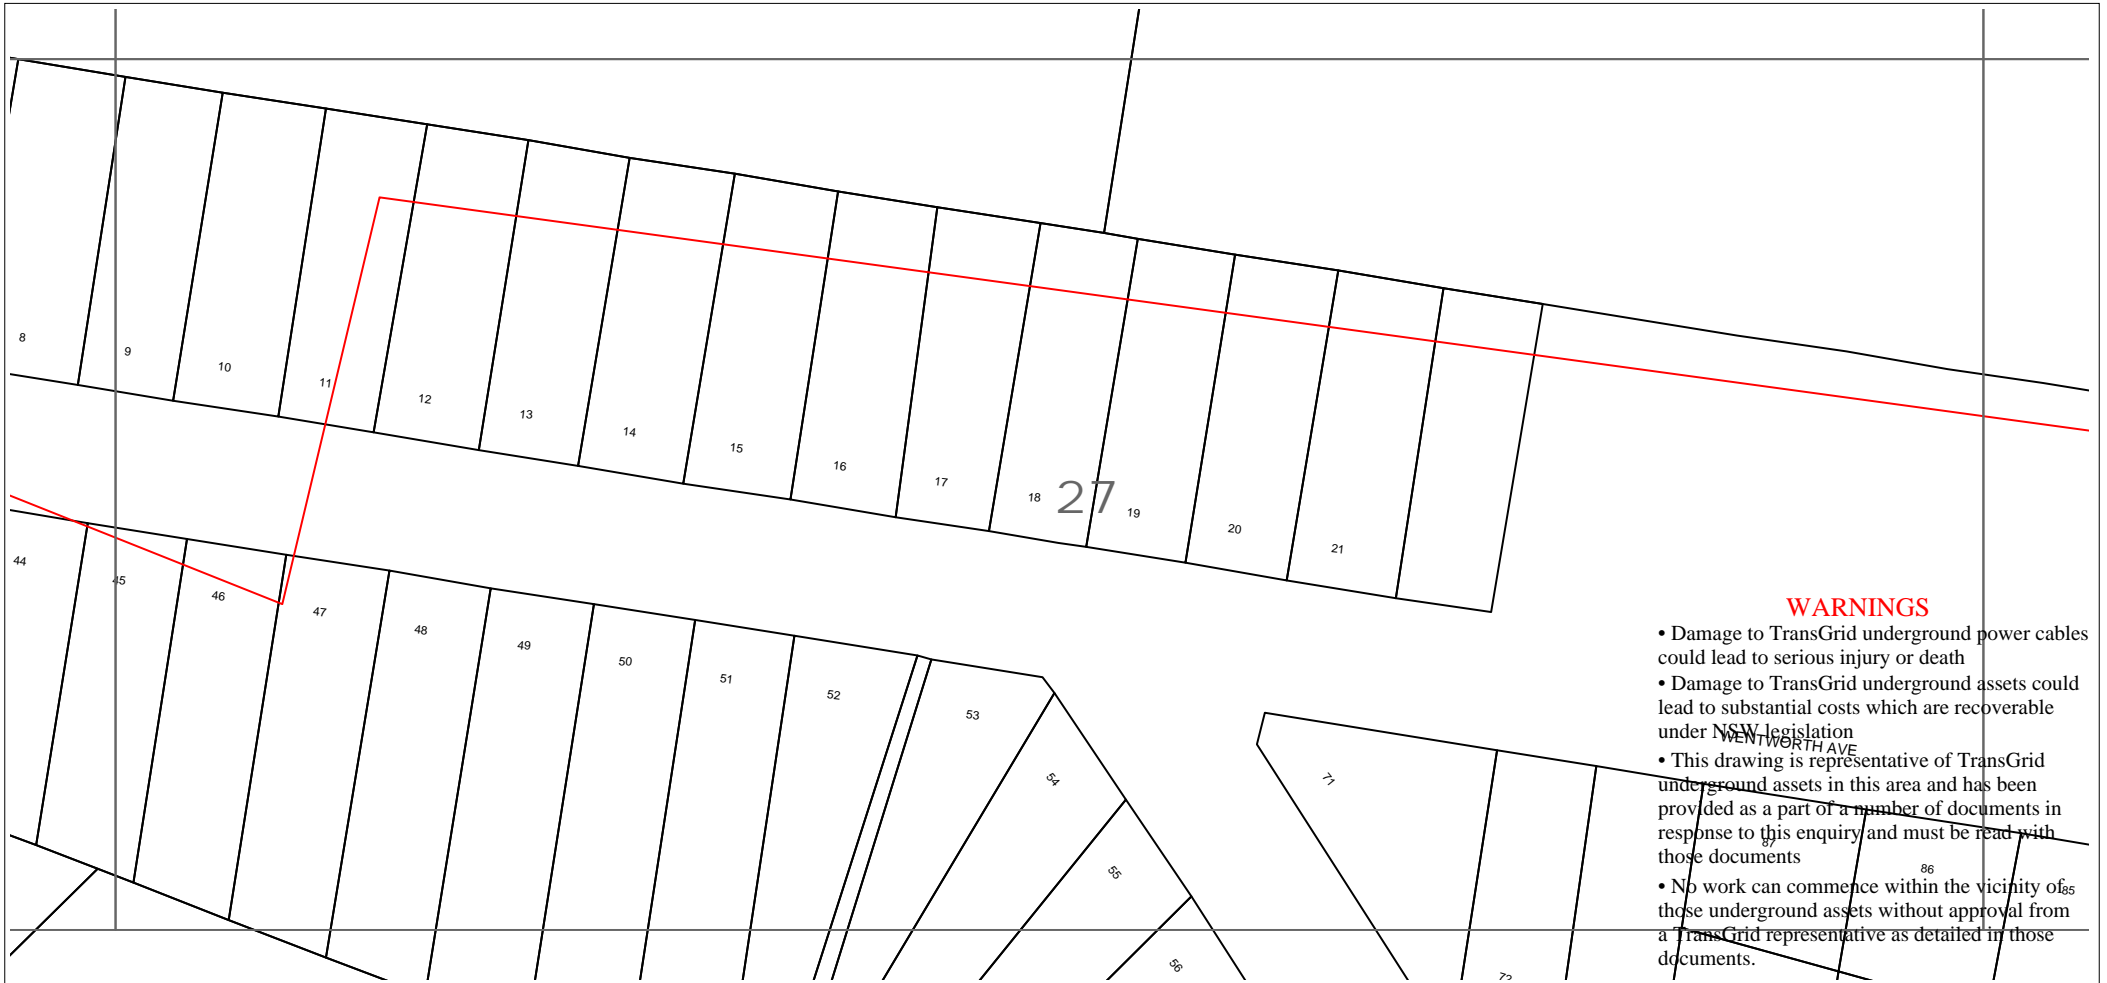 8
9
10
11
12
13
14
15
16
17
18
27
19
20
21
44
45
46
47
48
49
50
51
52
53
54
55
56
71
72
WENTWORTH AVE
87
86
85
WARNINGS
• Damage to TransGrid underground power cables
could lead to serious injury or death
• Damage to TransGrid underground assets could
lead to substantial costs which are recoverable
under NSW legislation
• This drawing is representative of TransGrid
underground assets in this area and has been
provided as a part of a number of documents in
response to this enquiry and must be read with
those documents
• No work can commence within the vicinity of
those underground assets without approval from
a TransGrid representative as detailed in those
documents.